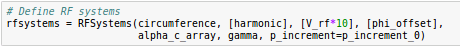 # Define RF systems
rfsystems = RFSystems(circumference, [harmonic], [V_rf*10], [phi_offset],
alpha_c_array, gamma, p_increment=p_increment_0)